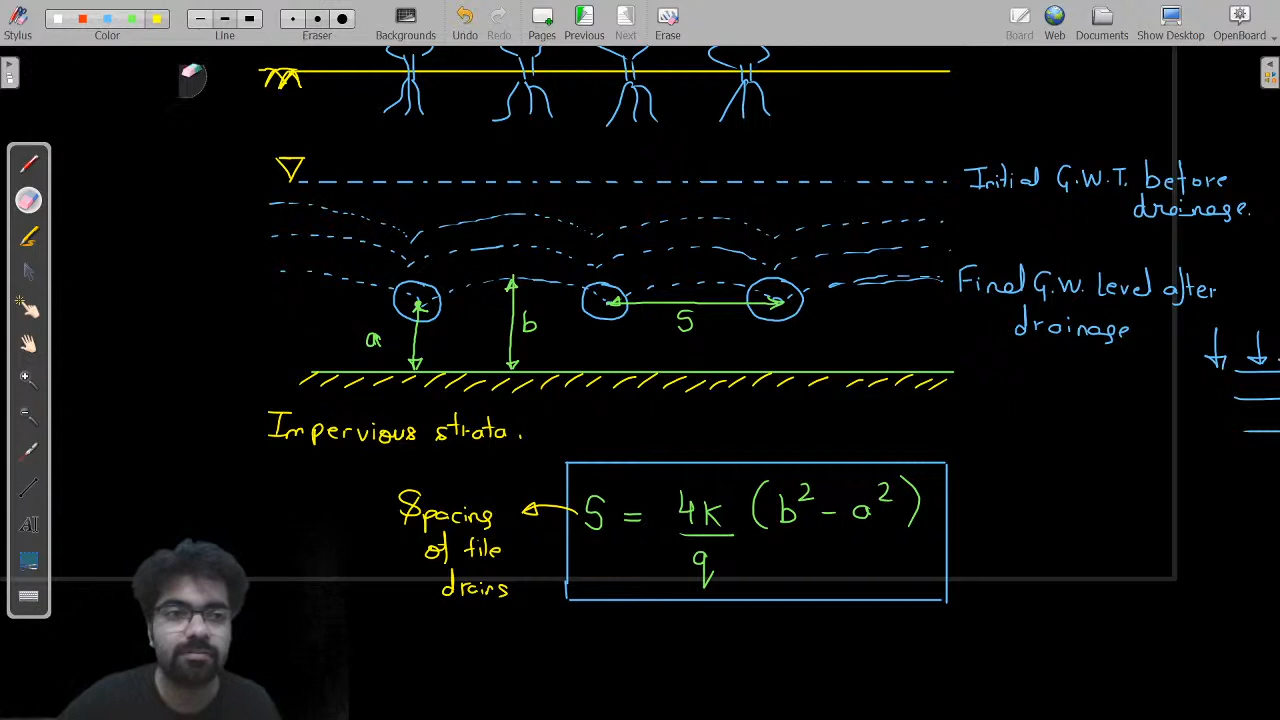 Stylus
Color
Line
Eraser
Backgrounds
Undo
Redo
Pages
Previous
Next
Erase
Board
Web
Documents
Show Desktop
OpenBoard
Initial G.W.T. before
drainage.
Final G.W. Level after
drainage
a
b
S
Impervious strata.
Spacing
of tile
drains
S = 4k/q (b² - a²)